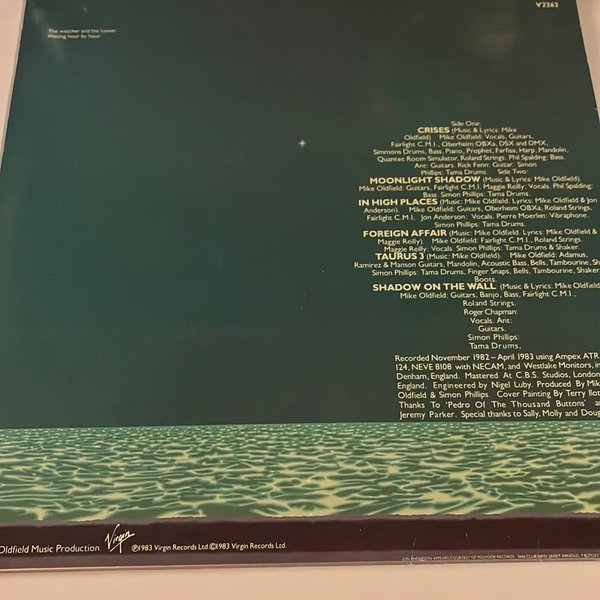 V2262
The watcher and the tower
Waiting hour by hour
Side One:
CRISES (Music & Lyrics: Mike
Oldfield) Mike Oldfield: Vocals, Guitars,
Fairlight C.M.I., Oberheim OBXa, DSX and DMX,
Simmons Drums, Bass, Piano, Prophet, Farfisa, Harp, Mandolin,
Quantec Room Simulator, Roland Strings. Phil Spalding: Bass.
Ant: Guitars. Rick Fenn: Guitar. Simon
Phillips: Tama Drums. Side Two:
MOONLIGHT SHADOW (Music & Lyrics: Mike Oldfield)
Mike Oldfield: Guitars, Fairlight C.M.I. Maggie Reilly: Vocals. Phil Spalding:
Bass. Simon Phillips: Tama Drums.
IN HIGH PLACES (Music: Mike Oldfield. Lyrics: Mike Oldfield & Jon
Anderson). Mike Oldfield: Guitars, Oberheim OBXa, Roland Strings,
Fairlight C.M.I. Jon Anderson: Vocals. Pierre Moerlen: Vibraphone.
Simon Phillips: Tama Drums.
FOREIGN AFFAIR (Music: Mike Oldfield. Lyrics: Mike Oldfield &
Maggie Reilly). Mike Oldfield: Fairlight C.M.I., Roland Strings.
Maggie Reilly: Vocals. Simon Phillips: Tama Drums & Shaker.
TAURUS 3 (Music: Mike Oldfield). Mike Oldfield: Adamus,
Ramirez & Manson Guitars, Mandolin, Acoustic Bass, Bells, Tambourine,
Simon Phillips: Tama Drums, Finger Snaps, Bells, Tambourine, Shaker
Boots.
SHADOW ON THE WALL (Music & Lyrics: Mike Oldfield
Mike Oldfield: Guitars, Banjo, Bass, Fairlight C.M.I.,
Roland Strings.
Roger Chapman:
Vocals. Ant:
Guitars.
Simon Phillips:
Tama Drums,
Recorded November 1982–April 1983 using Ampex ATR
124, NEVE 8108 with NECAM, and Westlake Monitors, in
Denham, England. Mastered At C.B.S. Studios, London
England. Engineered by Nigel Luby. Produced By
Oldfield & Simon Phillips. Cover Painting By Terry
Thanks To 'Pedro Of The Thousand Buttons'
Jeremy Parker. Special thanks to Sally, Molly and
Oldfield Music Production. Virgin ℗1983 Virgin Records Ltd ©1983 Virgin Records Ltd.
JON ANDERSON APPEARS COURTESY OF POLYDOR RECORDS.